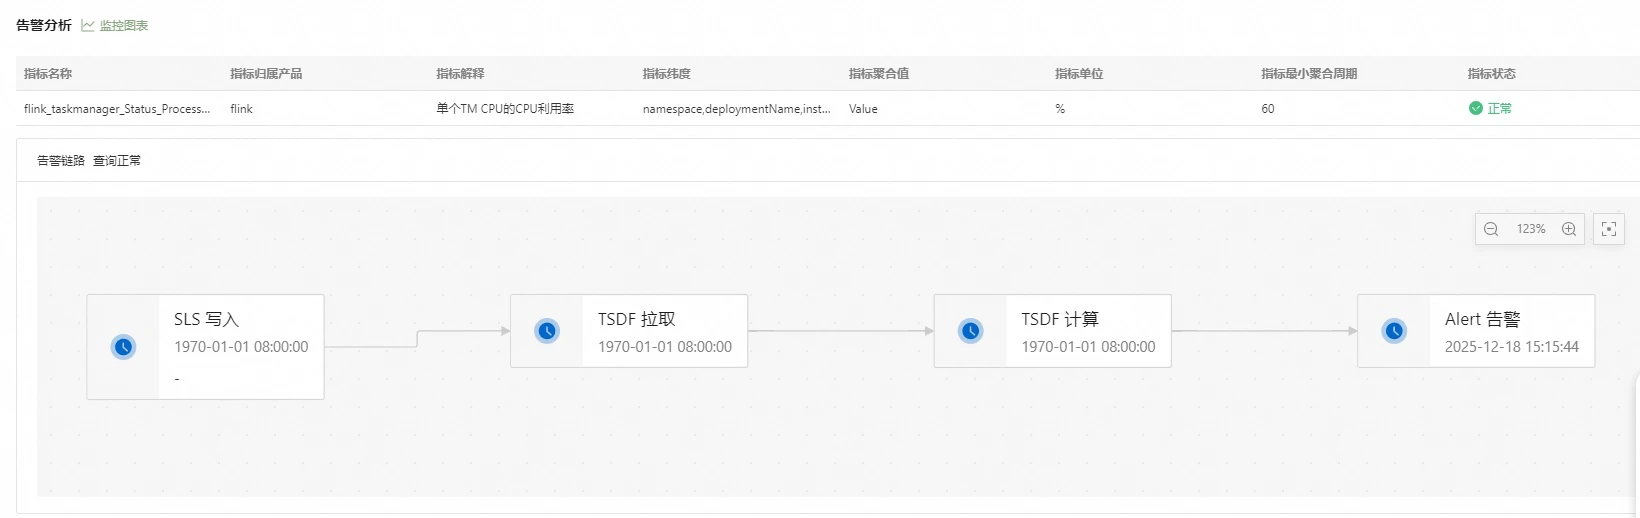 告警分析 监控图表
指标名称 指标归属产品 指标解释 指标纬度 指标聚合值 指标单位 指标最小聚合周期 指标状态
flink_taskmanager_Status_Process... flink 单个TM CPU的CPU利用率 namespace,deploymentName,inst... Value % 60 正常
告警链路 查询正常
123%
SLS 写入 TSDF 拉取 TSDF 计算 Alert 告警
1970-01-01 08:00:00 1970-01-01 08:00:00 1970-01-01 08:00:00 2025-12-18 15:15:44
-